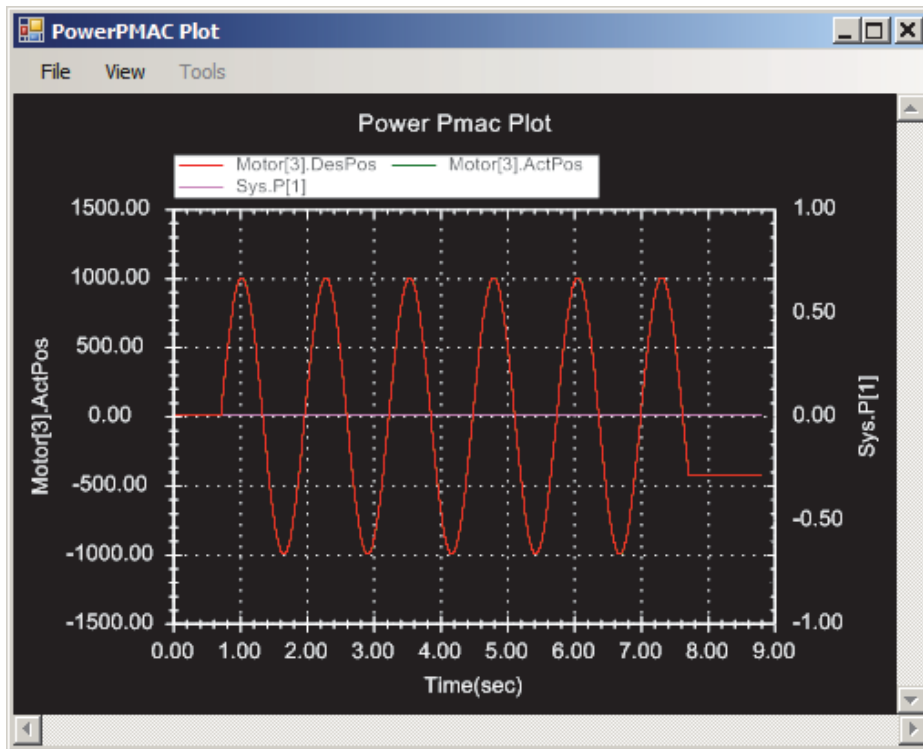 PowerPMAC Plot
File View Tools
Power Pmac Plot
Motor[3].DesPos Motor[3].ActPos
Sys.P[1]
1500.00 1.00
1000.00
0.50
500.00
0.00 0.00
-500.00
-0.50
-1000.00
-1500.00 -1.00
Motor[3].ActPos
Sys.P[1]
0.00 1.00 2.00 3.00 4.00 5.00 6.00 7.00 8.00 9.00
Time(sec)